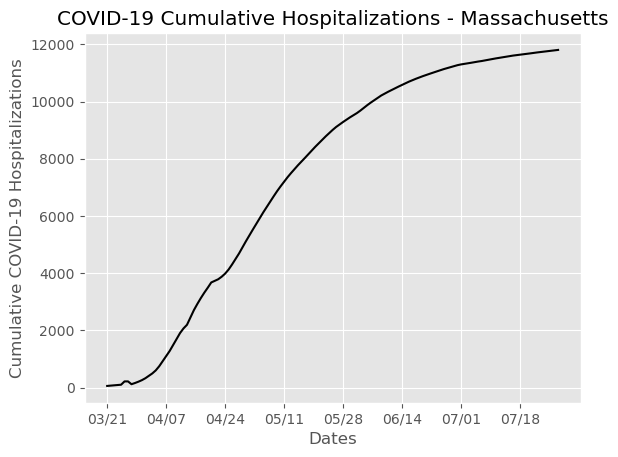 COVID-19 Cumulative Hospitalizations - Massachusetts
12000
10000
8000
6000
4000
2000
0
Cumulative COVID-19 Hospitalizations
03/21 04/07 04/24 05/11 05/28 06/14 07/01 07/18
Dates